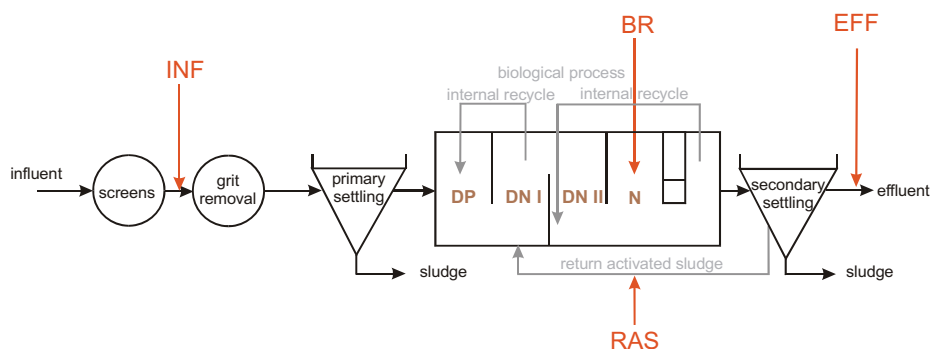 BR
EFF
INF
biological process
internal recycle
internal recycle
influent
screens
grit
removal
primary
settling
DP
DN I
DN II
N
secondary
settling
effluent
sludge
return activated sludge
sludge
RAS